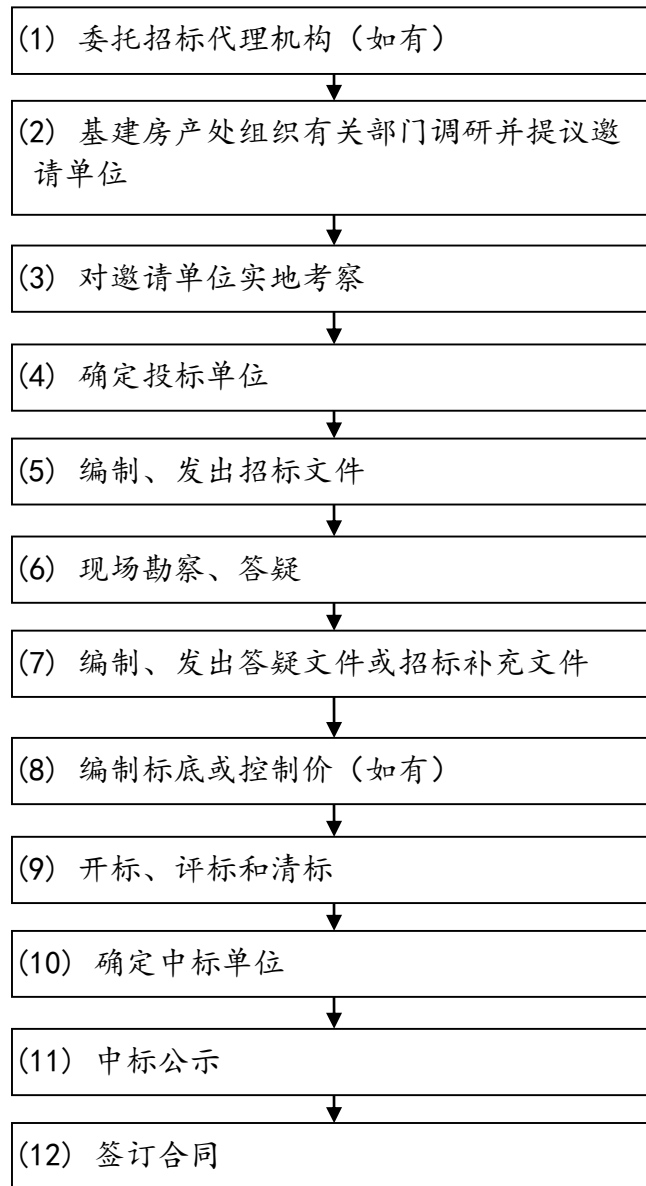 (1) 委托招标代理机构（如有）
(2) 基建房产处组织有关部门调研并提议邀
请单位
(3) 对邀请单位实地考察
(4) 确定投标单位
(5) 编制、发出招标文件
(6) 现场勘察、答疑
(7) 编制、发出答疑文件或招标补充文件
(8) 编制标底或控制价（如有）
(9) 开标、评标和清标
(10) 确定中标单位
(11) 中标公示
(12) 签订合同